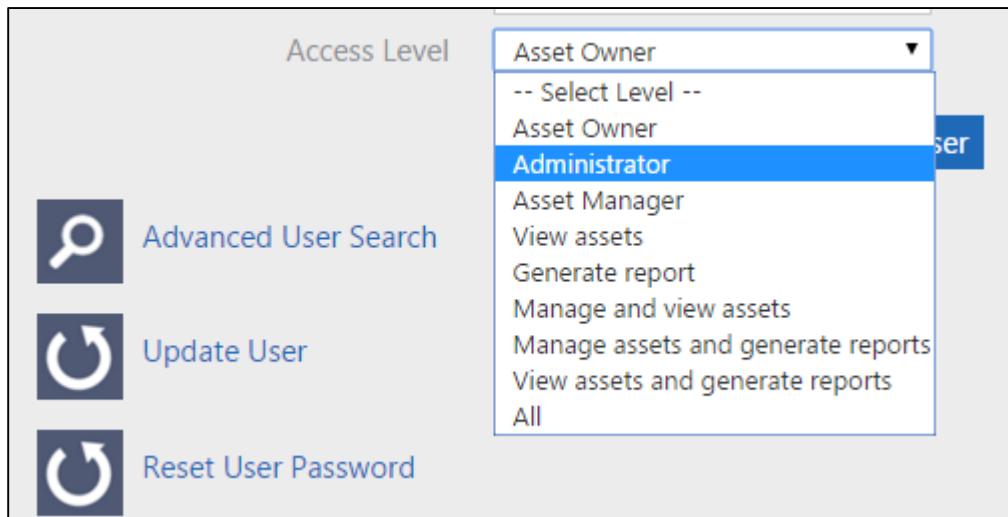 Access Level
Asset Owner
-- Select Level --
Asset Owner
Administrator
ser
Asset Manager
View assets
Advanced User Search
Generate report
Manage and view assets
Manage assets and generate reports
Update User
View assets and generate reports
All
Reset User Password